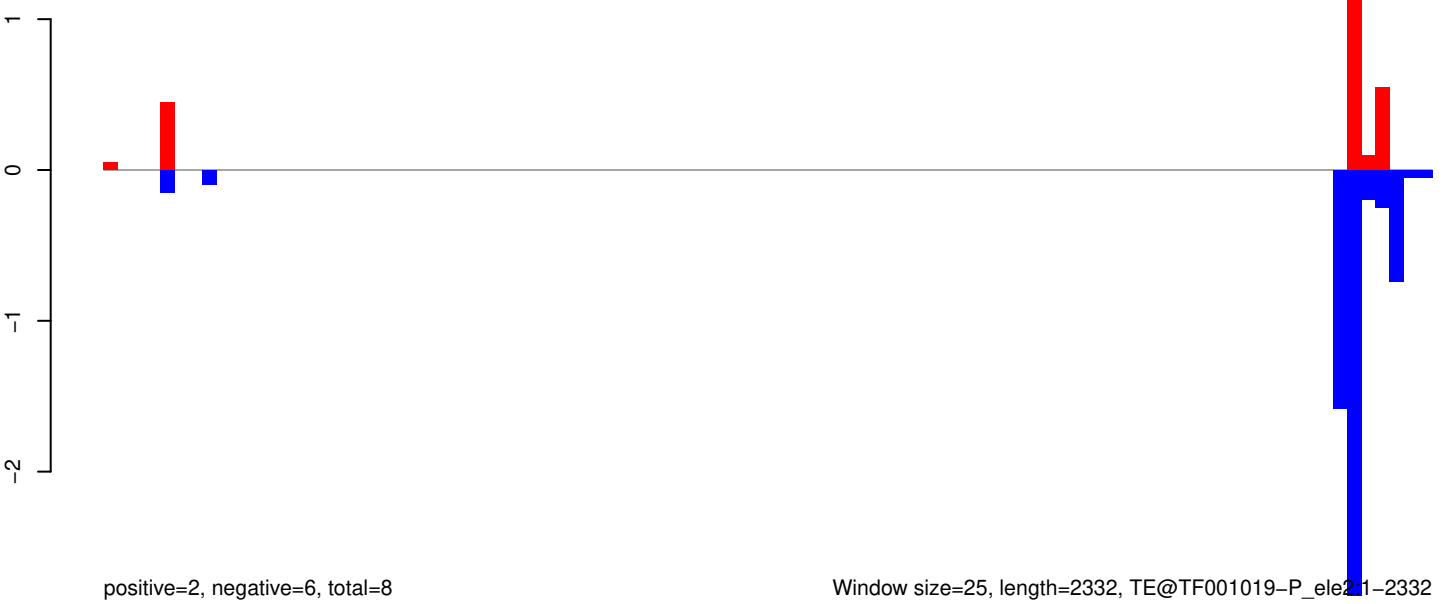 1
0
−1
−2
positive=2, negative=6, total=8
Window size=25, length=2332, TE@TF001019−P_ele2:1−2332